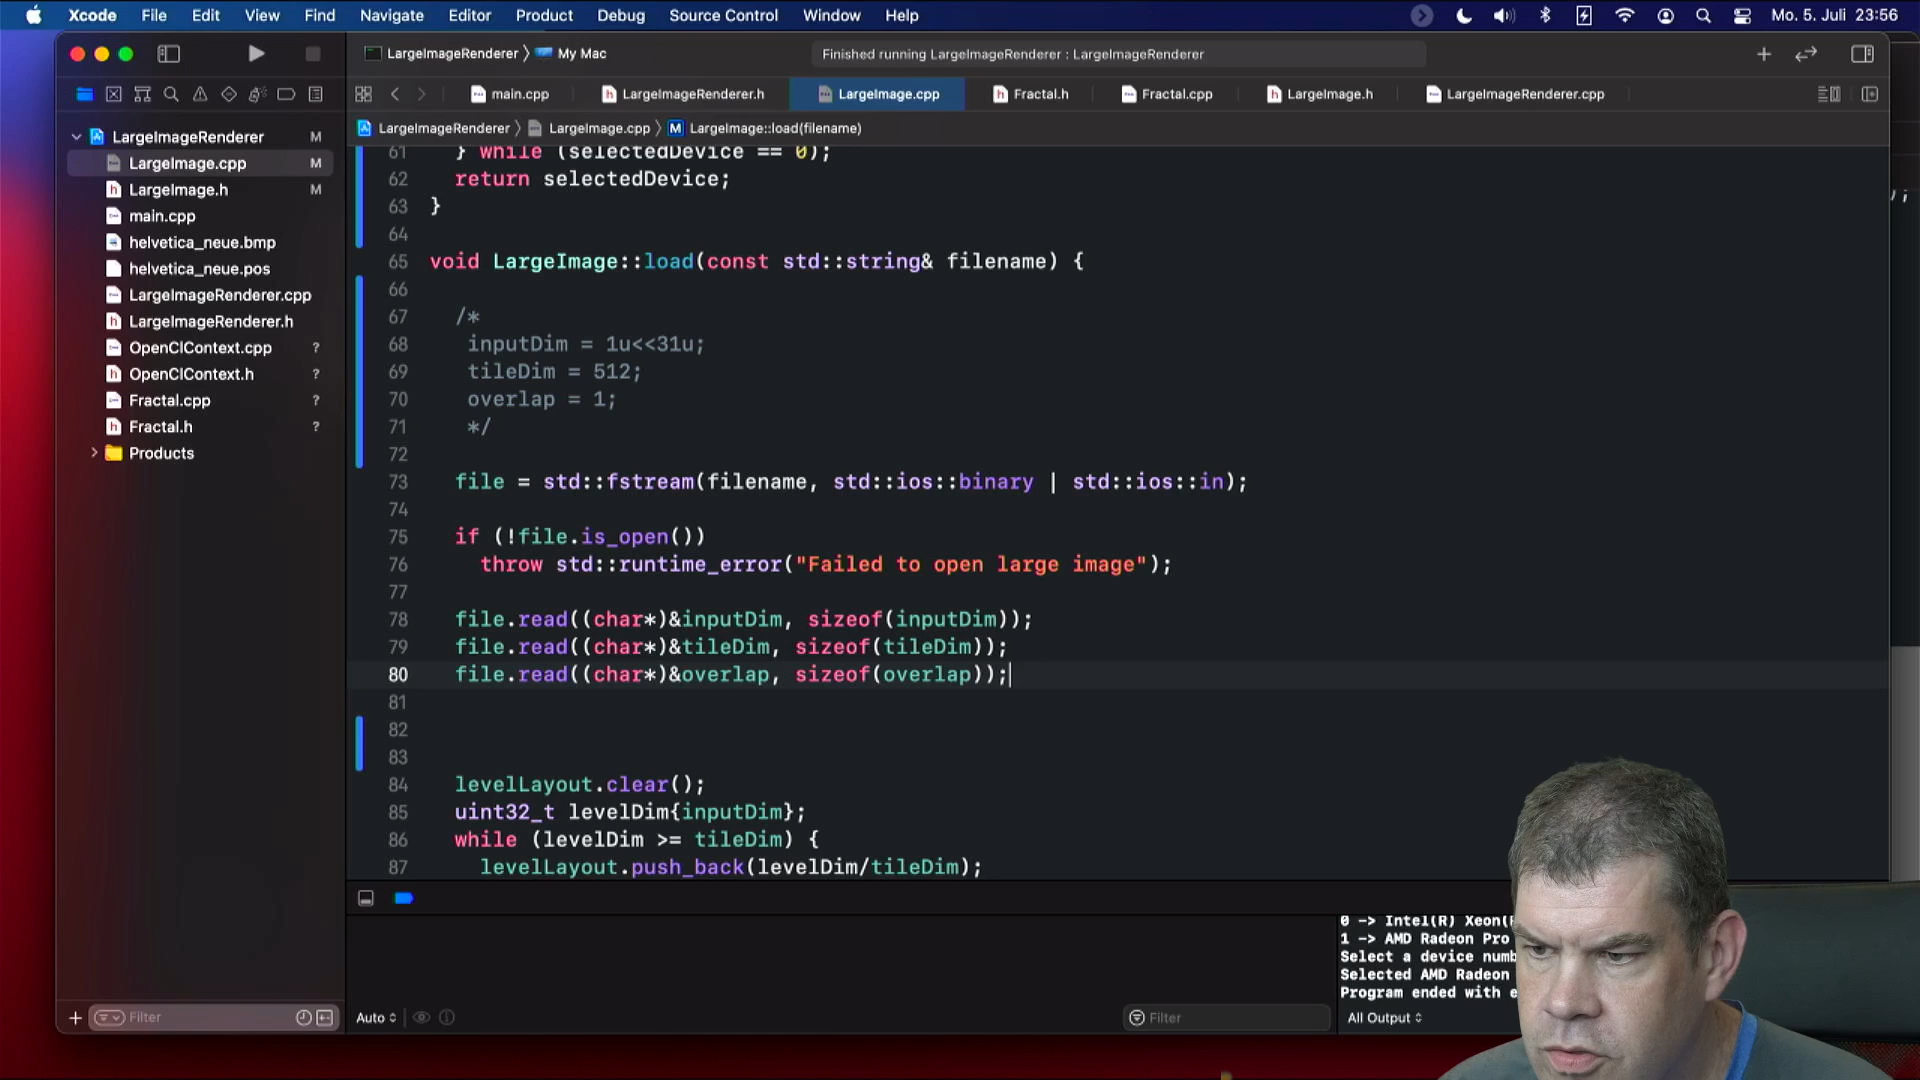 Xcode File Edit View Find Navigate Editor Product Debug Source Control Window Help Mo. 5. Juli 23:56
LargeImageRenderer 〉 My Mac
Finished running LargeImageRenderer : LargeImageRenderer
main.cpp LargeImageRenderer.h LargeImage.cpp Fractal.h Fractal.cpp LargeImage.h LargeImageRenderer.cpp
LargeImageRenderer 〉 LargeImage.cpp 〉 M LargeImage::load(filename)
LargeImageRenderer M
LargeImage.cpp M
LargeImage.h M
main.cpp
helvetica_neue.bmp
helvetica_neue.pos
LargeImageRenderer.cpp
LargeImageRenderer.h
OpenClContext.cpp ?
OpenClContext.h ?
Fractal.cpp ?
Fractal.h ?
Products
Filter
61 } while (selectedDevice == 0);
62 return selectedDevice;
63 }
64
65 void LargeImage::load(const std::string& filename) {
66
67 /*
68 inputDim = 1u<<31u;
69 tileDim = 512;
70 overlap = 1;
71 */
72
73 file = std::fstream(filename, std::ios::binary | std::ios::in);
74
75 if (!file.is_open())
76 throw std::runtime_error("Failed to open large image");
77
78 file.read((char*)&inputDim, sizeof(inputDim));
79 file.read((char*)&tileDim, sizeof(tileDim));
80 file.read((char*)&overlap, sizeof(overlap));
81
82
83
84 levelLayout.clear();
85 uint32_t levelDim{inputDim};
86 while (levelDim >= tileDim) {
87 levelLayout.push_back(levelDim/tileDim);
Auto
Filter
0 -> Intel(R) Xeon(
1 -> AMD Radeon Pro
Select a device
Selected AMD Radeon
Program ended with
All Output